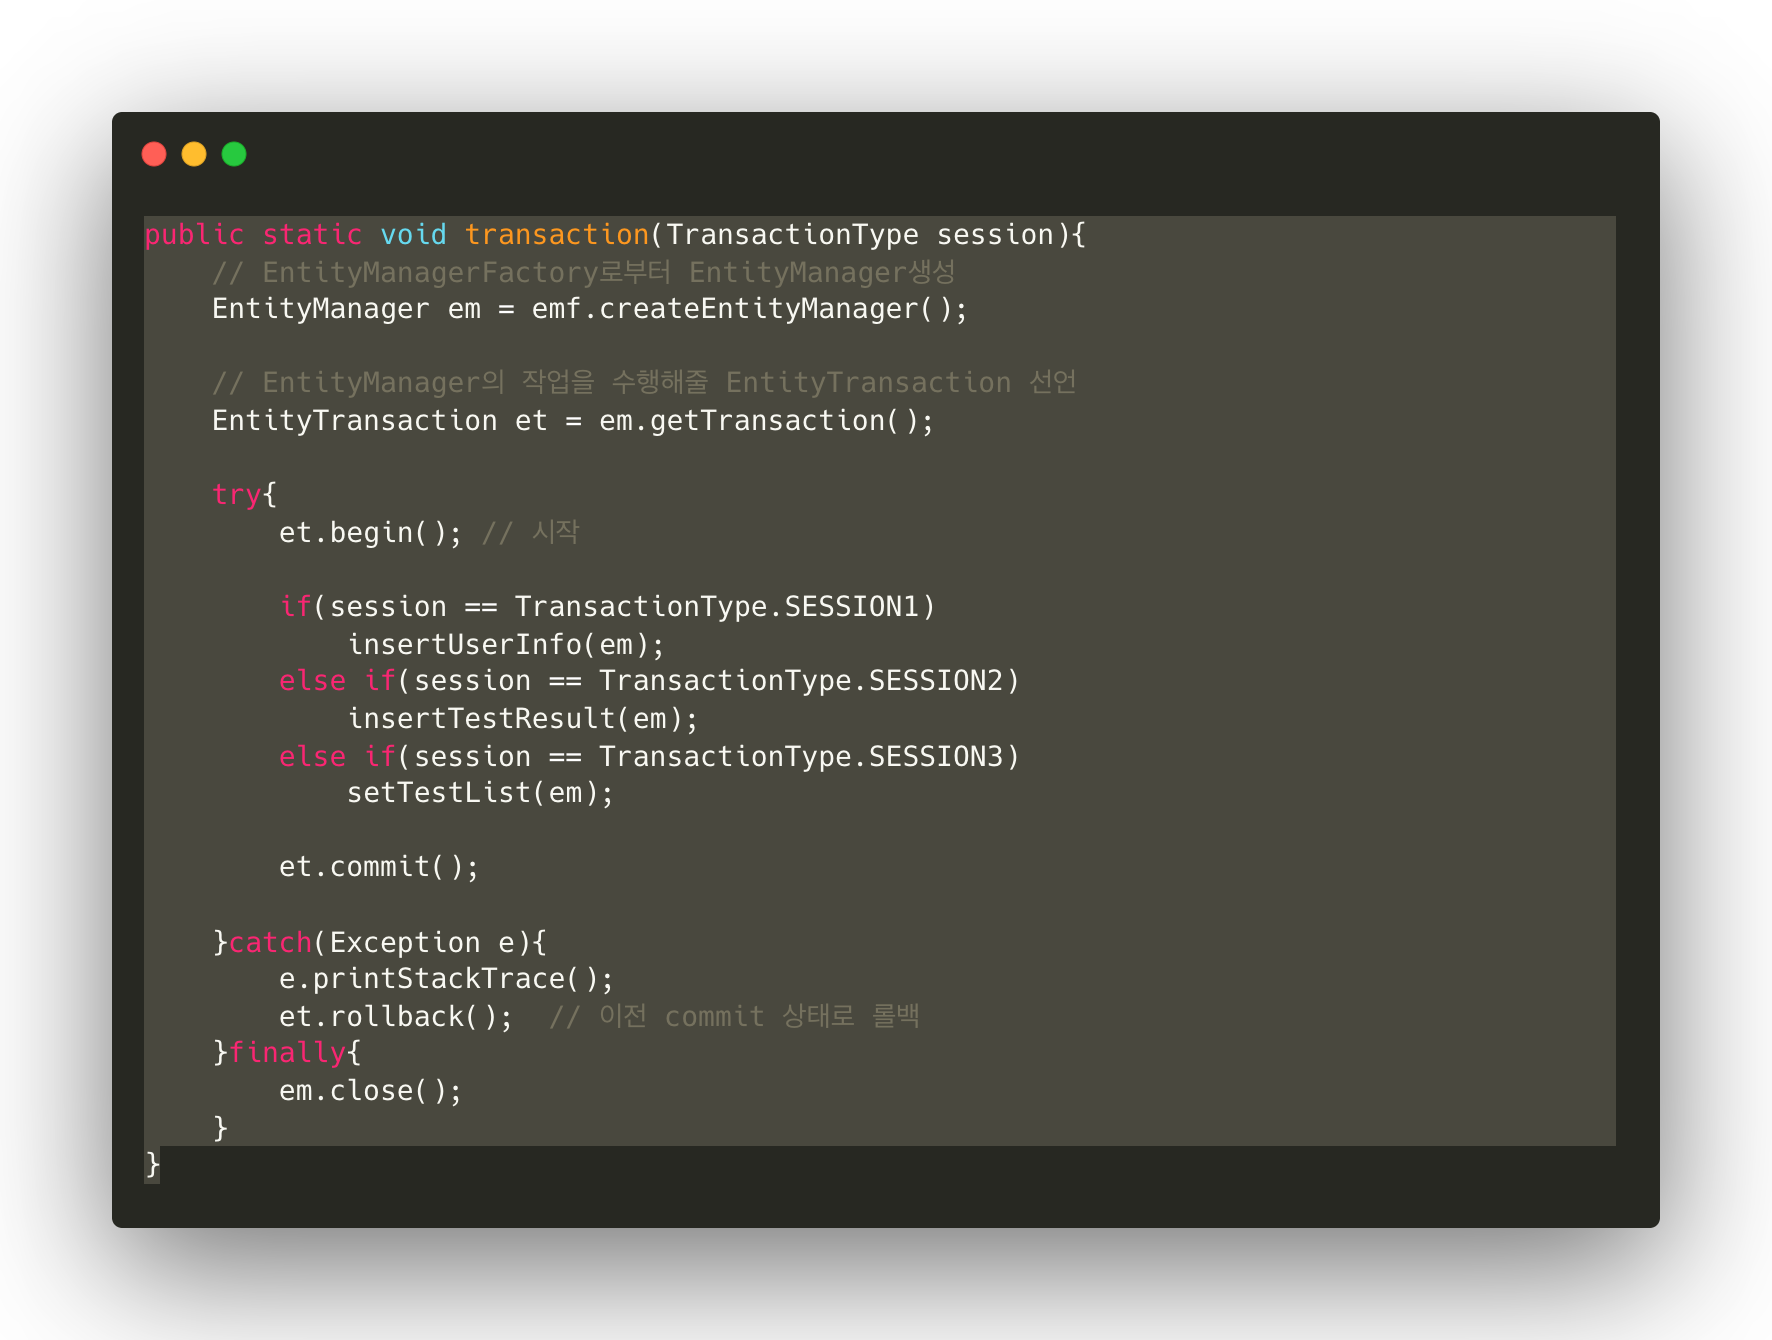 public static void transaction(TransactionType session){
    // EntityManagerFactory로부터 EntityManager생성
    EntityManager em = emf.createEntityManager();

    // EntityManager의 작업을 수행해줄 EntityTransaction 선언
    EntityTransaction et = em.getTransaction();

    try{
        et.begin(); // 시작

        if(session == TransactionType.SESSION1)
            insertUserInfo(em);
        else if(session == TransactionType.SESSION2)
            insertTestResult(em);
        else if(session == TransactionType.SESSION3)
            setTestList(em);

        et.commit();

    }catch(Exception e){
        e.printStackTrace();
        et.rollback();  // 이전 commit 상태로 롤백
    }finally{
        em.close();
    }
}